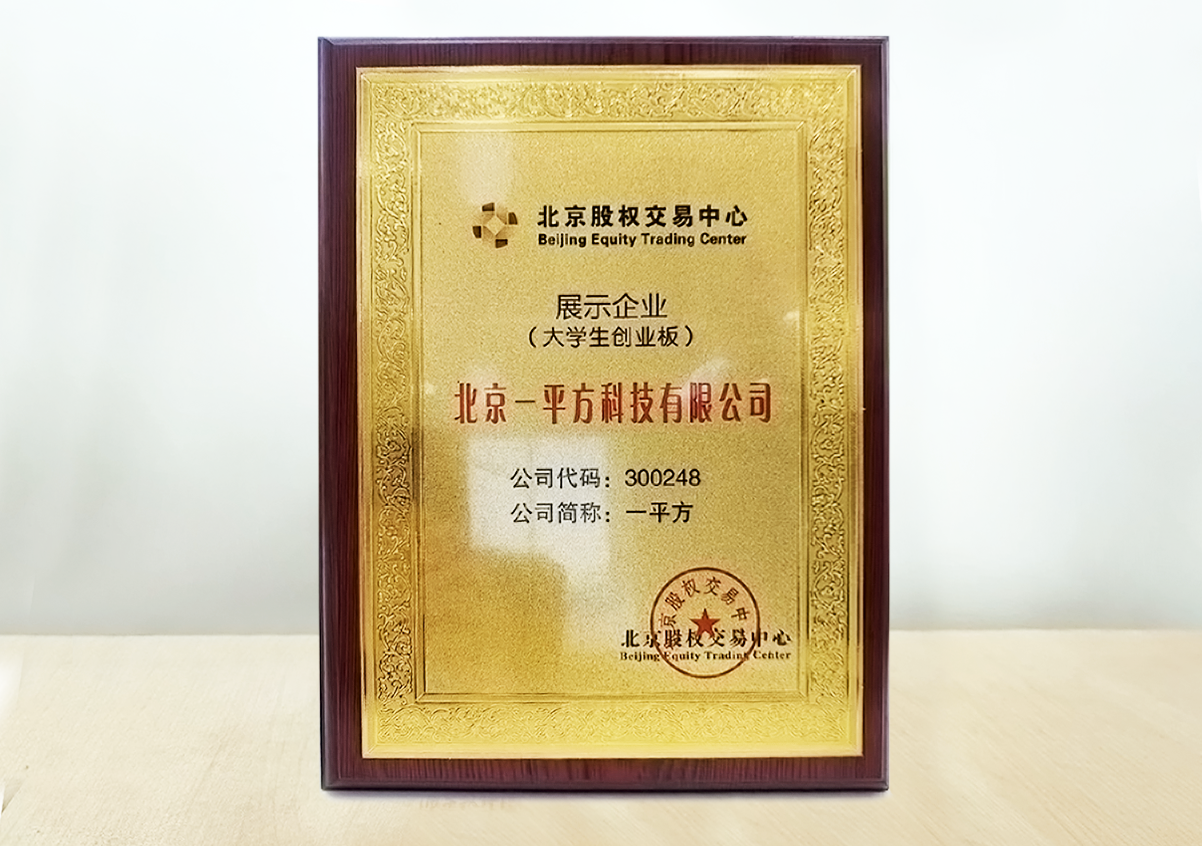 北京股权交易中心
Beijing Equity Trading Center
展示企业
（大学生创业板）
北京一平方科技有限公司
公司代码：300248
公司简称：一平方
京股权交易中
北京股权交易中心
Beijing Equity Trading Center